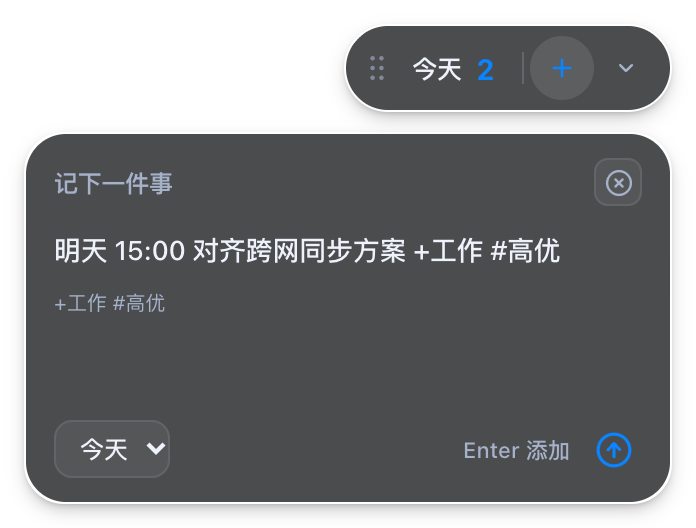 今天 2
记下一件事
明天 15:00 对齐跨网同步方案 +工作 #高优
+工作 #高优
今天
Enter 添加